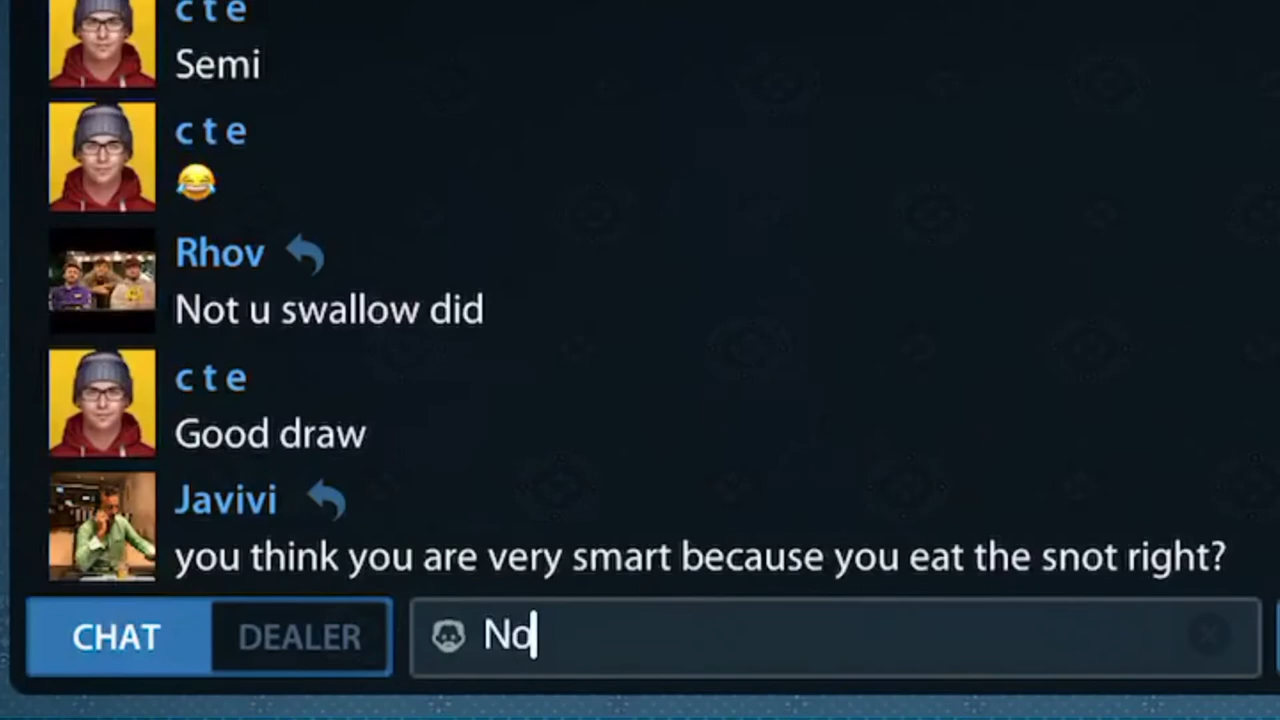 c t e
Semi
c t e
😂
Rhov
Not u swallow did
c t e
Good draw
Javivi
you think you are very smart because you eat the snot right?
CHAT DEALER No